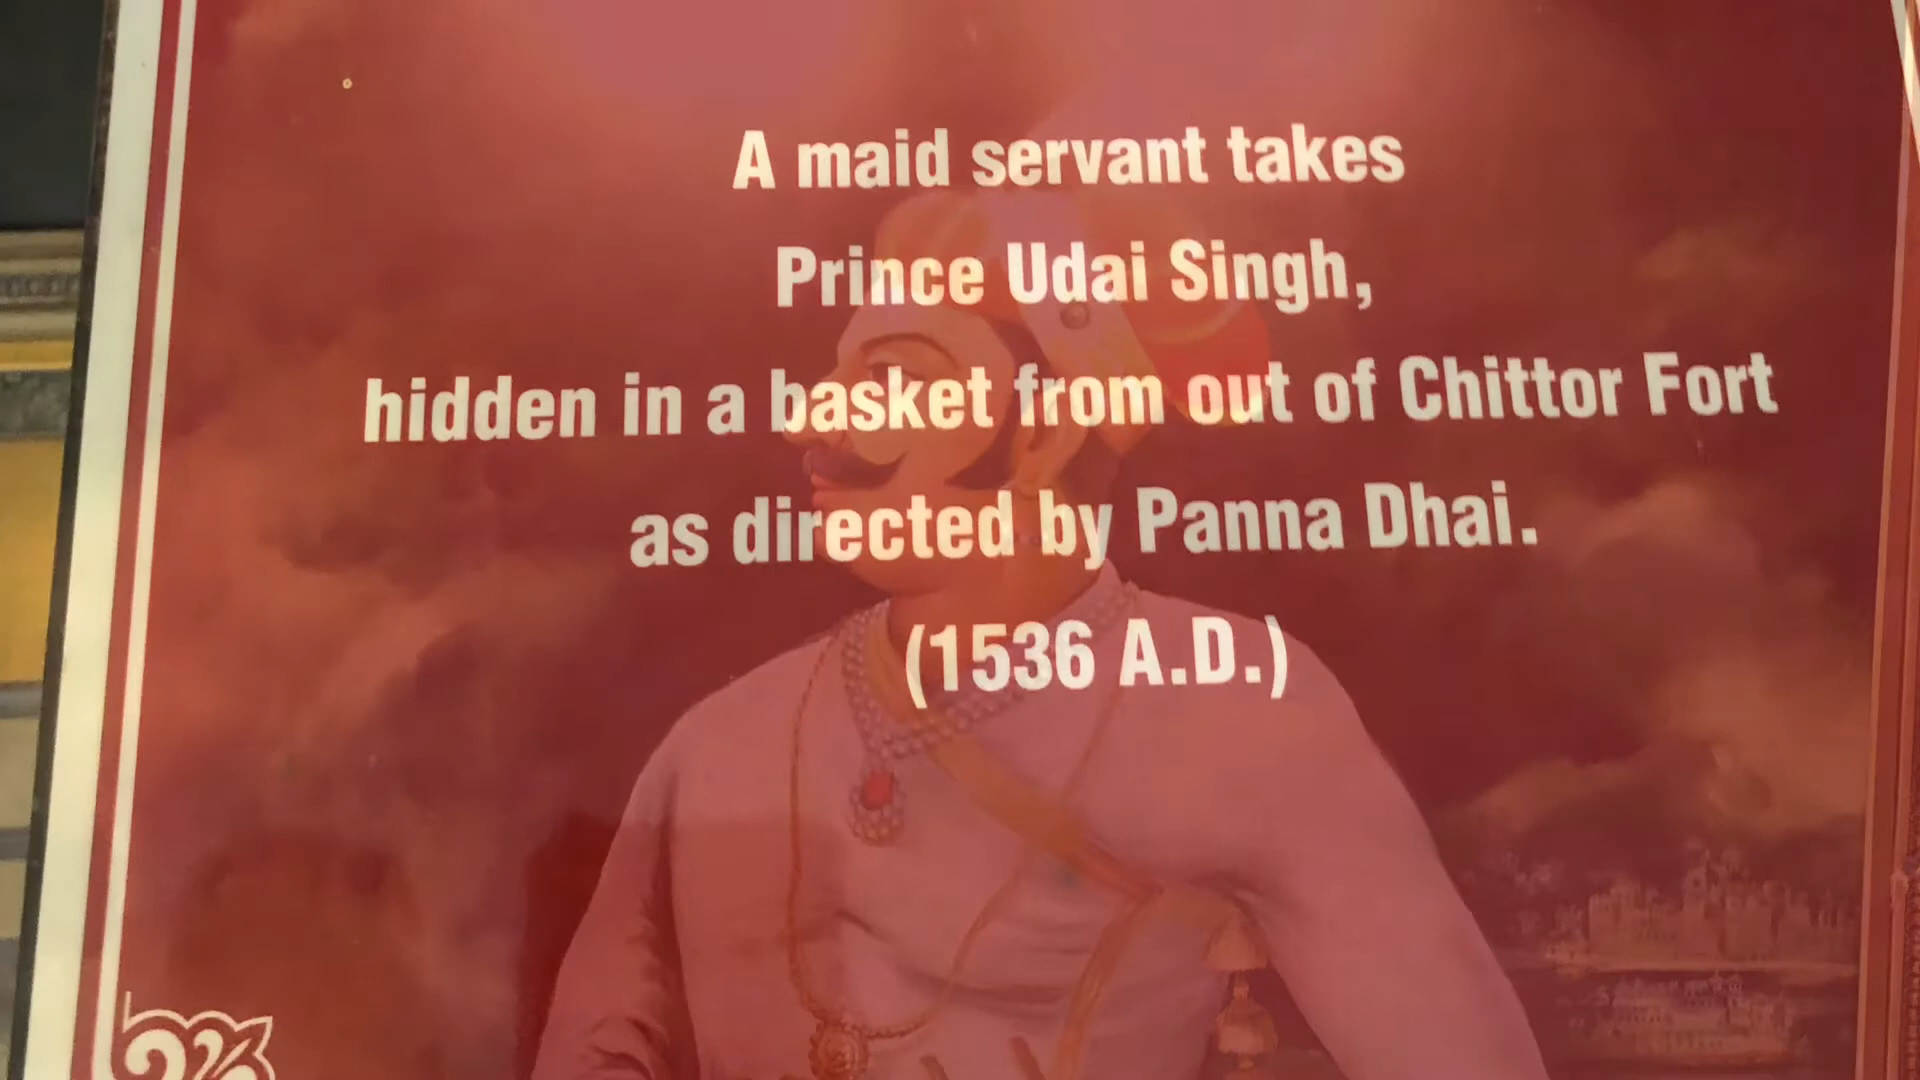 A maid servant takes
Prince Udai Singh,
hidden in a basket from out of Chittor Fort
as directed by Panna Dhai.
(1536 A.D.)